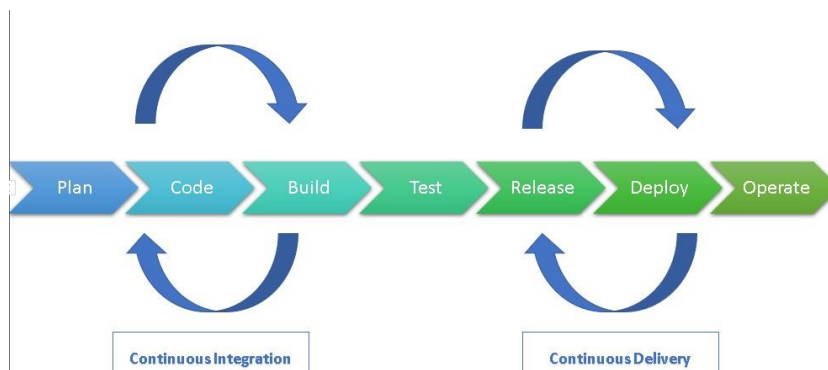 Plan
Code
Build
Test
Release
Deploy
Operate
Continuous Integration
Continuous Delivery